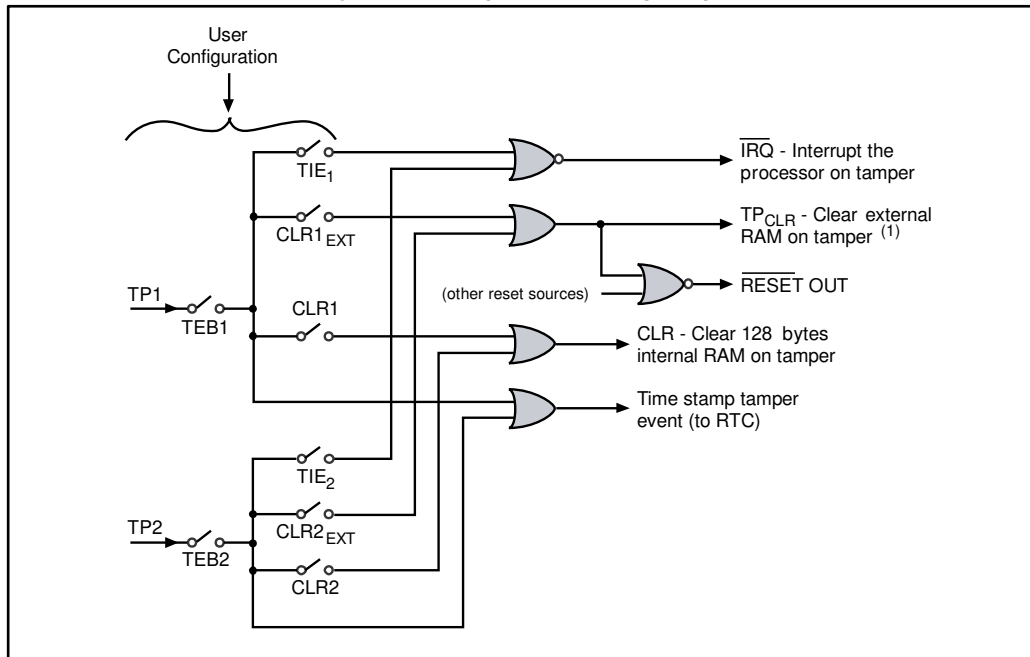 User
Configuration
TIE1
IRQ - Interrupt the
processor on tamper
CLR1EXT
TPCLR - Clear external
RAM on tamper (1)
(other reset sources)
RESET OUT
TP1
TEB1
CLR1
CLR - Clear 128 bytes
internal RAM on tamper
Time stamp tamper
event (to RTC)
TIE2
CLR2EXT
TP2
TEB2
CLR2